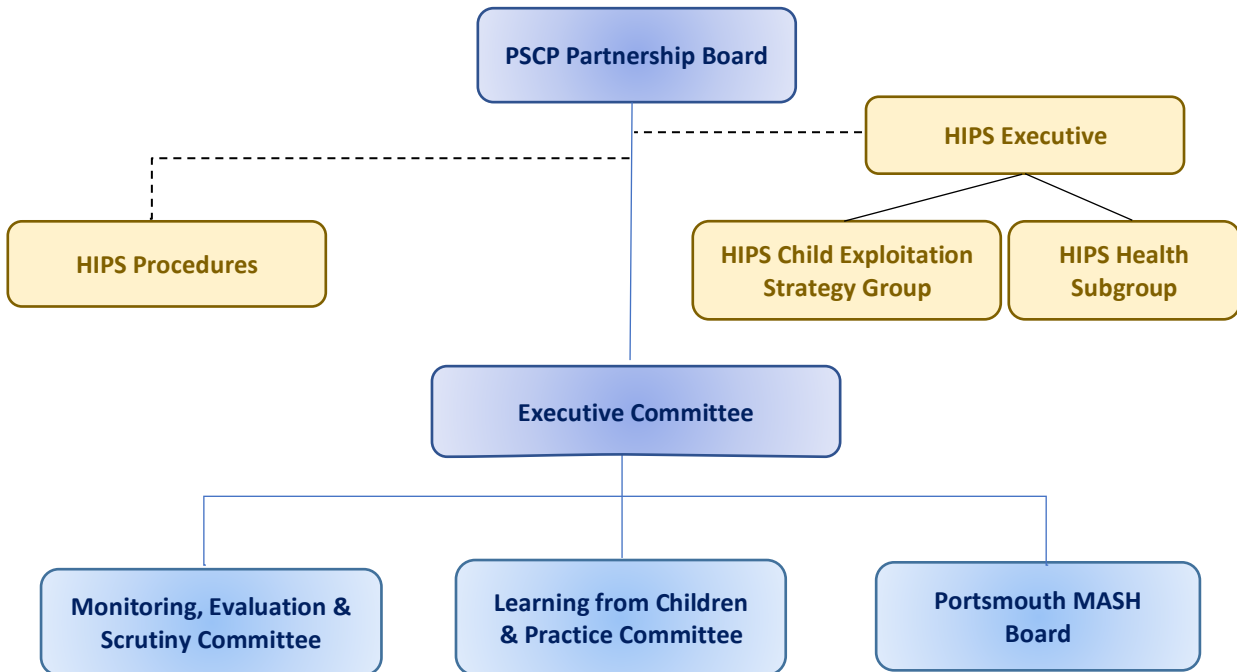 PSCP Partnership Board
HIPS Executive
HIPS Procedures
HIPS Child Exploitation
Strategy Group
HIPS Health
Subgroup
Executive Committee
Monitoring, Evaluation &
Scrutiny Committee
Learning from Children
& Practice Committee
Portsmouth MASH
Board